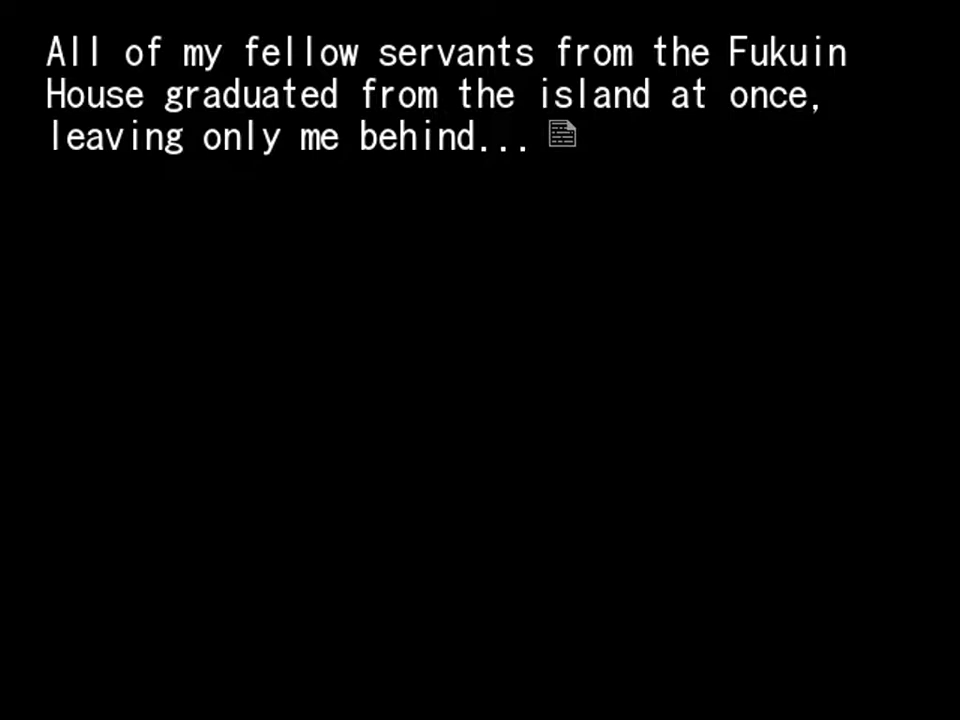 All of my fellow servants from the Fukuin
House graduated from the island at once,
leaving only me behind...